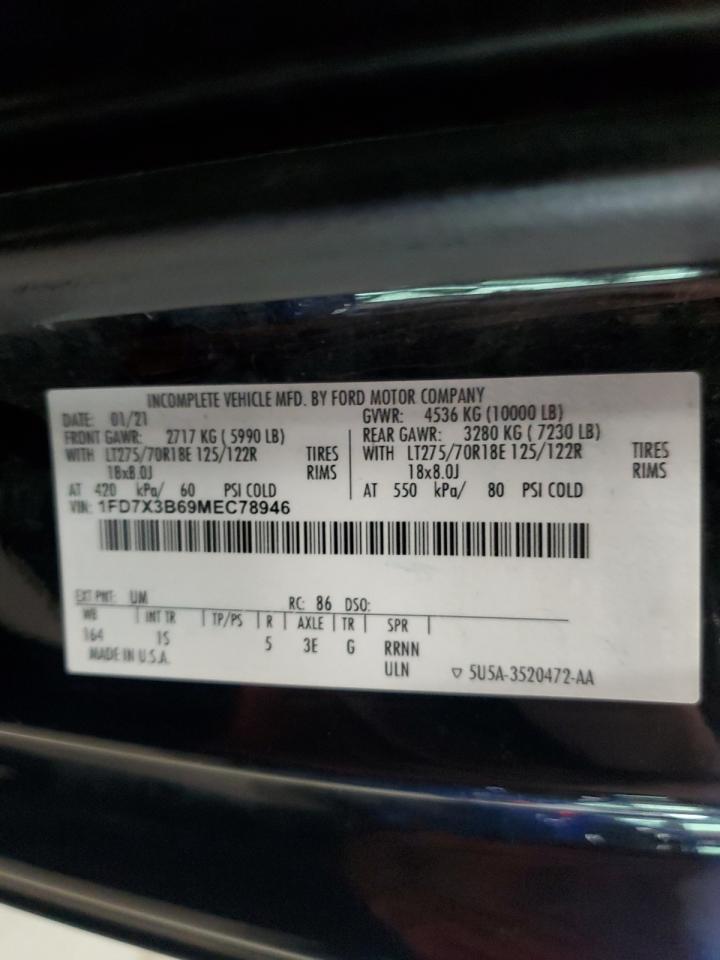 INCOMPLETE VEHICLE MFD. BY FORD MOTOR COMPANY
DATE: 01/21 GVWR: 4536 KG (10000 LB)
FRONT GAWR: 2717 KG ( 5990 LB) REAR GAWR: 3280 KG ( 7230 LB)
WITH LT275/70R18E 125/122R TIRES WITH LT275/70R18E 125/122R TIRES
18x8.0J RIMS 18x8.0J RIMS
AT 420 kPa/ 60 PSI COLD AT 550 kPa/ 80 PSI COLD
VIN: 1FD7X3B69MEC78946
EXT PNT: UM RC: 86 DSO:
WB INT TR TP/PS R AXLE TR SPR
164 IS 5 3E G RRNN
MADE IN U.S.A. ULN
▽ 5U5A-3520472-AA